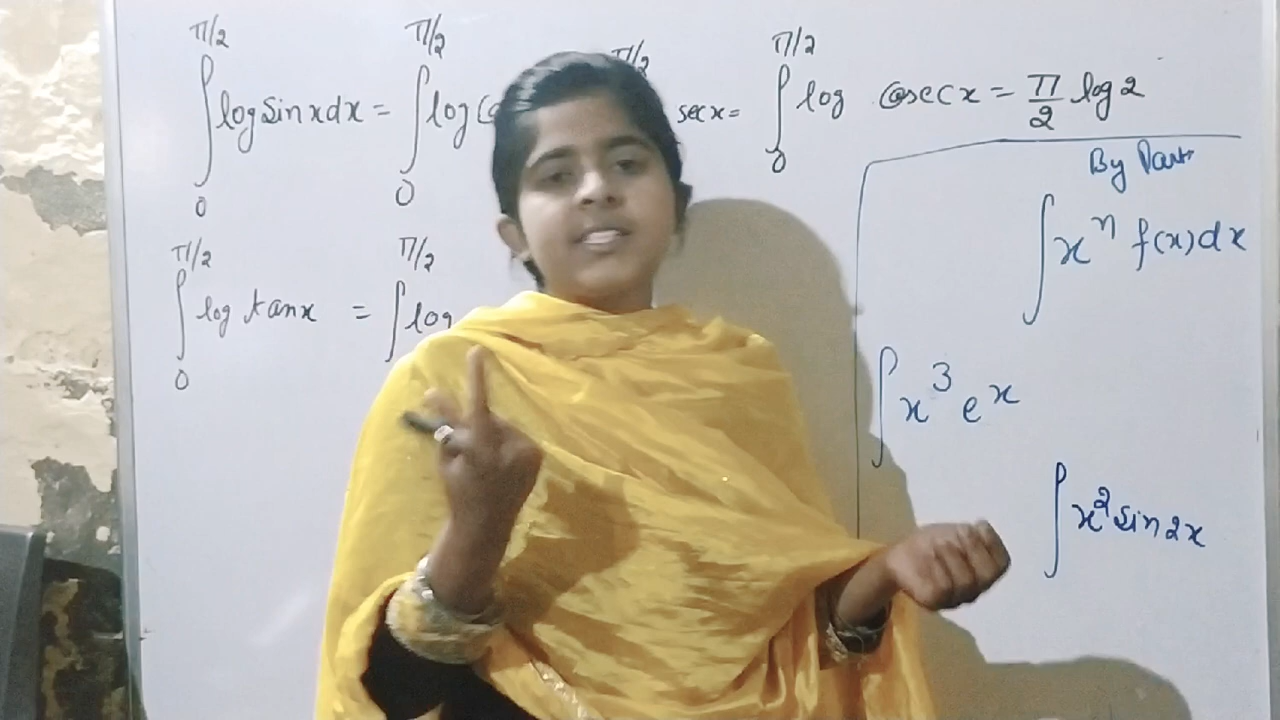 ∫₀^π/2 log sin x dx = ∫₀^π/2 log π/2 sec x = ∫₀^π/2 log cosec x = π/2 log 2
By Part
∫ xⁿ f(x) dx
∫₀^π/2 log tan x = ∫^π/2 log
∫ x³ eˣ
∫ x² sin 2x